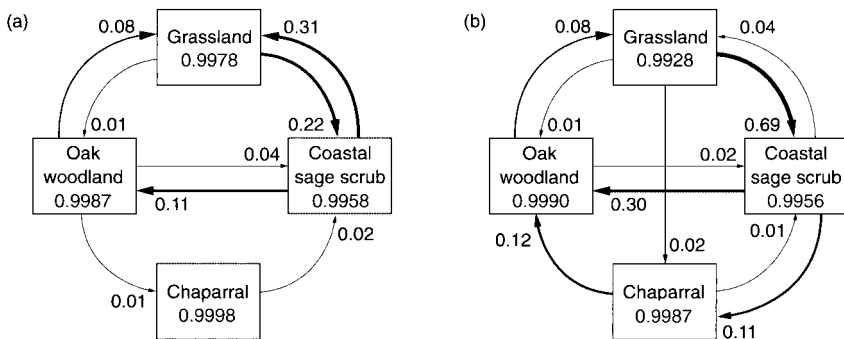 (a)
0.08
Grassland
0.9978
0.31
0.01
0.22
Oak
woodland
0.9987
0.04
0.11
Coastal
sage scrub
0.9958
0.02
0.01
Chaparral
0.9998
(b)
0.08
Grassland
0.9928
0.04
0.01
0.69
Oak
woodland
0.9990
0.02
0.30
Coastal
sage scrub
0.9956
0.12
0.02
0.01
Chaparral
0.9987
0.11